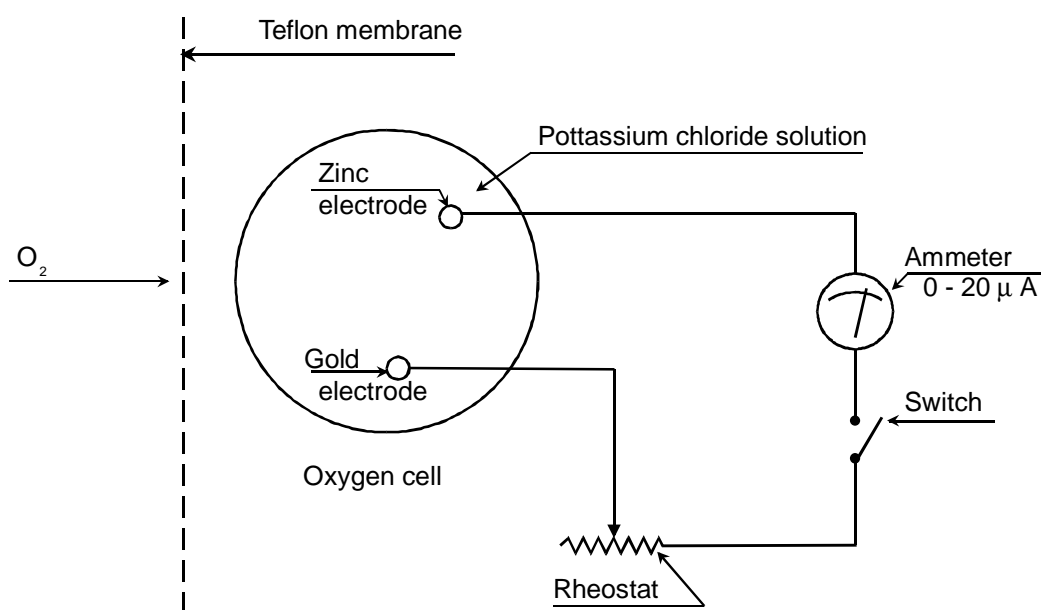 Teflon membrane
Pottassium chloride solution
Zinc
electrode
O₂
Ammeter
0 - 20 μ A
Gold
electrode
Switch
Oxygen cell
Rheostat